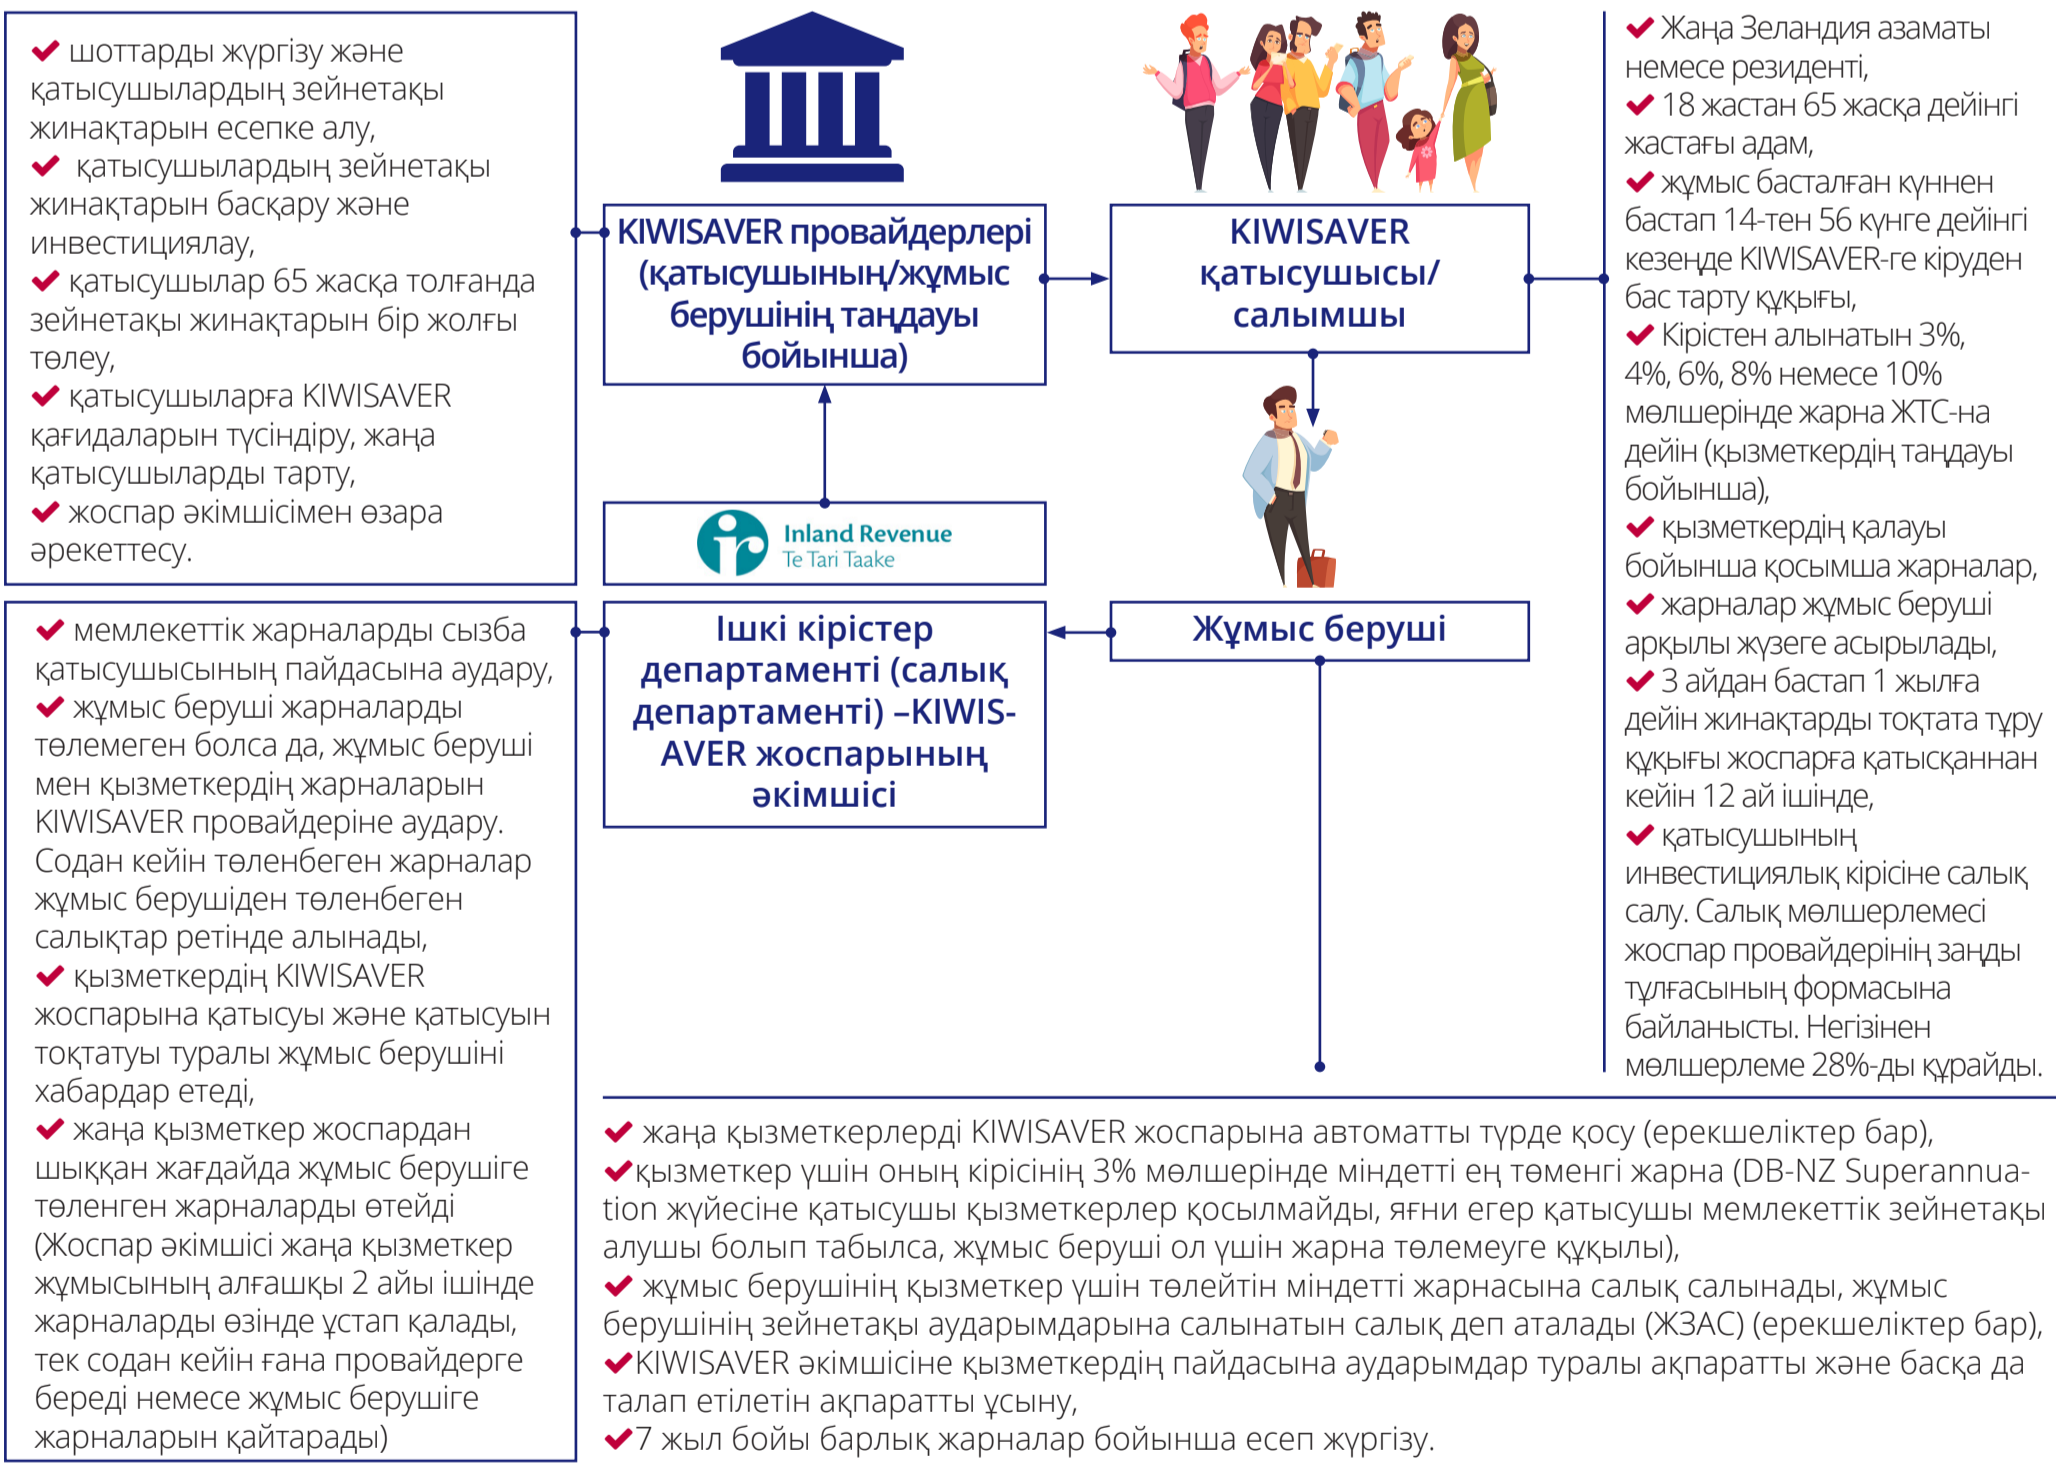 ✔ шоттарды жүргізу және
қатысушылардың зейнетақы
жинақтарын есепке алу,
✔ қатысушылардың зейнетақы
жинақтарын басқару және
инвестициялау,
✔ қатысушылар 65 жасқа толғанда
зейнетақы жинақтарын бір жолғы
төлеу,
✔ қатысушыларға KIWISAVER
қағидаларын түсіндіру, жаңа
қатысушыларды тарту,
✔ жоспар әкімшісімен өзара
әрекеттесу.
KIWISAVER провайдерлері
(қатысушының/жұмыс
берушінің таңдауы
бойынша)
KIWISAVER
қатысушысы/
салымшы
✔ Жаңа Зеландия азаматы
немесе резиденті,
✔ 18 жастан 65 жасқа дейінгі
жастағы адам,
✔ жұмыс басталған күннен
бастап 14-тен 56 күнге дейінгі
кезеңде KIWISAVER-ге кіруден
бас тарту құқығы,
✔ Кірістен алынатын 3%,
4%, 6%, 8% немесе 10%
мөлшерінде жарна ЖТС-на
дейін (қызметкердің таңдауы
бойынша),
✔ қызметкердің қалауы
бойынша қосымша жарналар,
✔ жарналар жұмыс беруші
арқылы жүзеге асырылады,
✔ 3 айдан бастап 1 жылға
дейін жинақтарды тоқтата тұру
құқығы жоспарға қатысқаннан
кейін 12 ай ішінде,
✔ қатысушының
инвестициялық кірісіне салық
салу. Салық мөлшерлемесі
жоспар провайдерінің заңды
тұлғасының формасына
байланысты. Негізінен
мөлшерлеме 28%-ды құрайды.
ir
Inland Revenue
Te Tari Taake
Ішкі кірістер
департаменті (салық
департаменті) –KIWIS-
AVER жоспарының
әкімшісі
Жұмыс беруші
✔ мемлекеттік жарналарды сызба
қатысушысының пайдасына аудару,
✔ жұмыс беруші жарналарды
төлемеген болса да, жұмыс беруші
мен қызметкердің жарналарын
KIWISAVER провайдеріне аудару.
Содан кейін төленбеген жарналар
жұмыс берушіден төленбеген
салықтар ретінде алынады,
✔ қызметкердің KIWISAVER
жоспарына қатысуы және қатысуын
тоқтатуы туралы жұмыс берушіні
хабардар етеді,
✔ жаңа қызметкер жоспардан
шыққан жағдайда жұмыс берушіге
төленген жарналарды өтейді
(Жоспар әкімшісі жаңа қызметкер
жұмысының алғашқы 2 айы ішінде
жарналарды өзінде ұстап қалады,
тек содан кейін ғана провайдерге
береді немесе жұмыс берушіге
жарналарын қайтарады)
✔ жаңа қызметкерлерді KIWISAVER жоспарына автоматты түрде қосу (ерекшеліктер бар),
✔қызметкер үшін оның кірісінің 3% мөлшерінде міндетті ең төменгі жарна (DB-NZ Superannua-
tion жүйесіне қатысушы қызметкерлер қосылмайды, яғни егер қатысушы мемлекеттік зейнетақы
алушы болып табылса, жұмыс беруші ол үшін жарна төлемеуге құқылы),
✔ жұмыс берушінің қызметкер үшін төлейтін міндетті жарнасына салық салынады, жұмыс
берушінің зейнетақы аударымдарына салынатын салық деп аталады (ЖЗАС) (ерекшеліктер бар),
✔KIWISAVER әкімшісіне қызметкердің пайдасына аударымдар туралы ақпаратты және басқа да
талап етілетін ақпаратты ұсыну,
✔7 жыл бойы барлық жарналар бойынша есеп жүргізу.